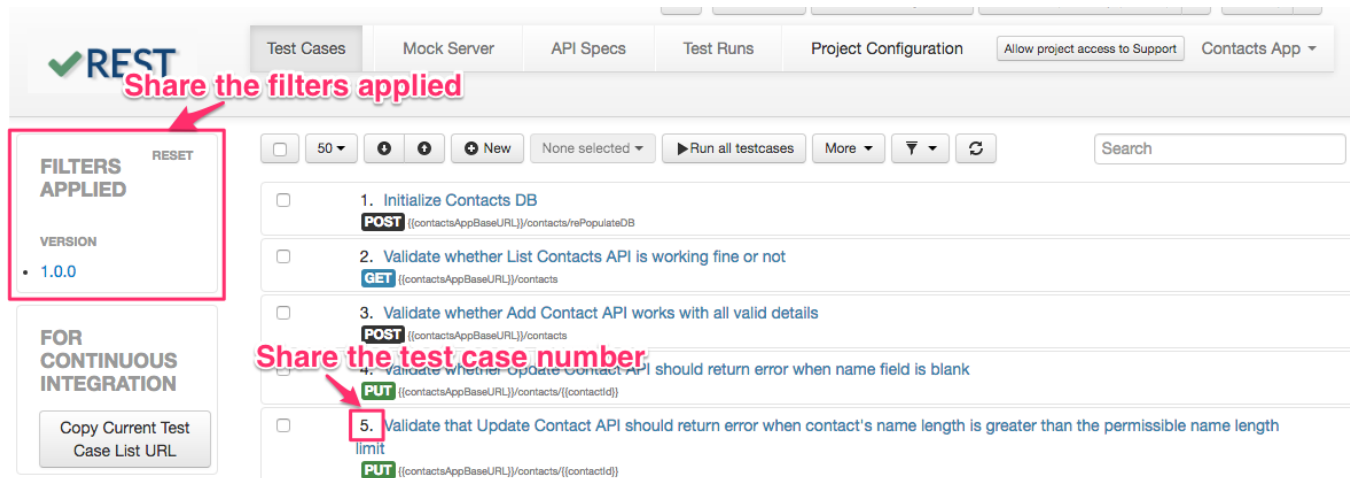 REST
Test Cases
Mock Server
API Specs
Test Runs
Project Configuration
Allow project access to Support
Contacts App
Share the filters applied
FILTERS
APPLIED
RESET
VERSION
• 1.0.0
FOR
CONTINUOUS
INTEGRATION
Copy Current Test
Case List URL
50
New
None selected
Run all testcases
More
Search
1. Initialize Contacts DB
POST {{contactsAppBaseURL}}/contacts/rePopulateDB
2. Validate whether List Contacts API is working fine or not
GET {{contactsAppBaseURL}}/contacts
3. Validate whether Add Contact API works with all valid details
POST {{contactsAppBaseURL}}/contacts
Share the test case number
4. Validate whether Update Contact API should return error when name field is blank
PUT {{contactsAppBaseURL}}/contacts/{{contactId}}
5. Validate that Update Contact API should return error when contact's name length is greater than the permissible name length
limit
PUT {{contactsAppBaseURL}}/contacts/{{contactId}}